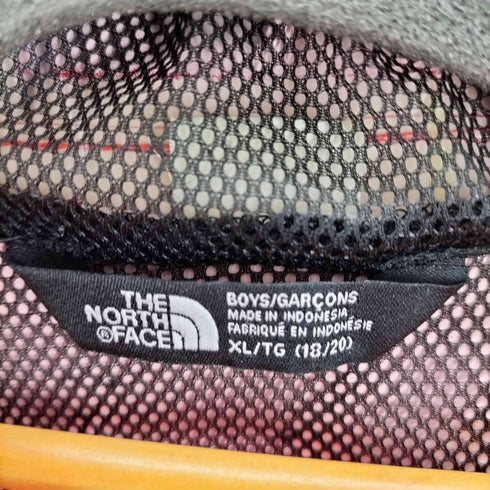 THE
NORTH
FACE®
BOYS/GARÇONS
MADE IN INDONESIA
FABRIQUÉ EN INDONÉSIE
XL/TG (18/20)